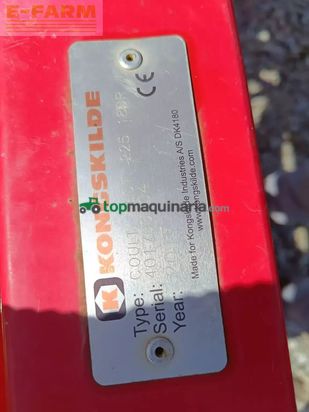 E-FARM
KONGSKILDE
CE
Type:
Serial:
Year:
Made for Kongskilde Industries A/S DK4180
www.kongskilde.com
topmaquinaria.com